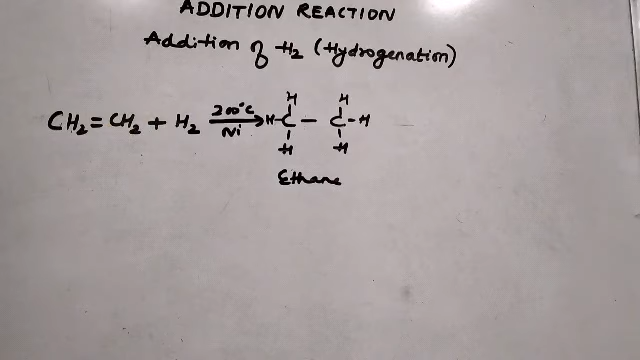 ADDITION REACTION
Addition of H₂ (Hydrogenation)
200°C
CH₂=CH₂ + H₂ → H-C-C-H
Ni
H H
H H
Ethane